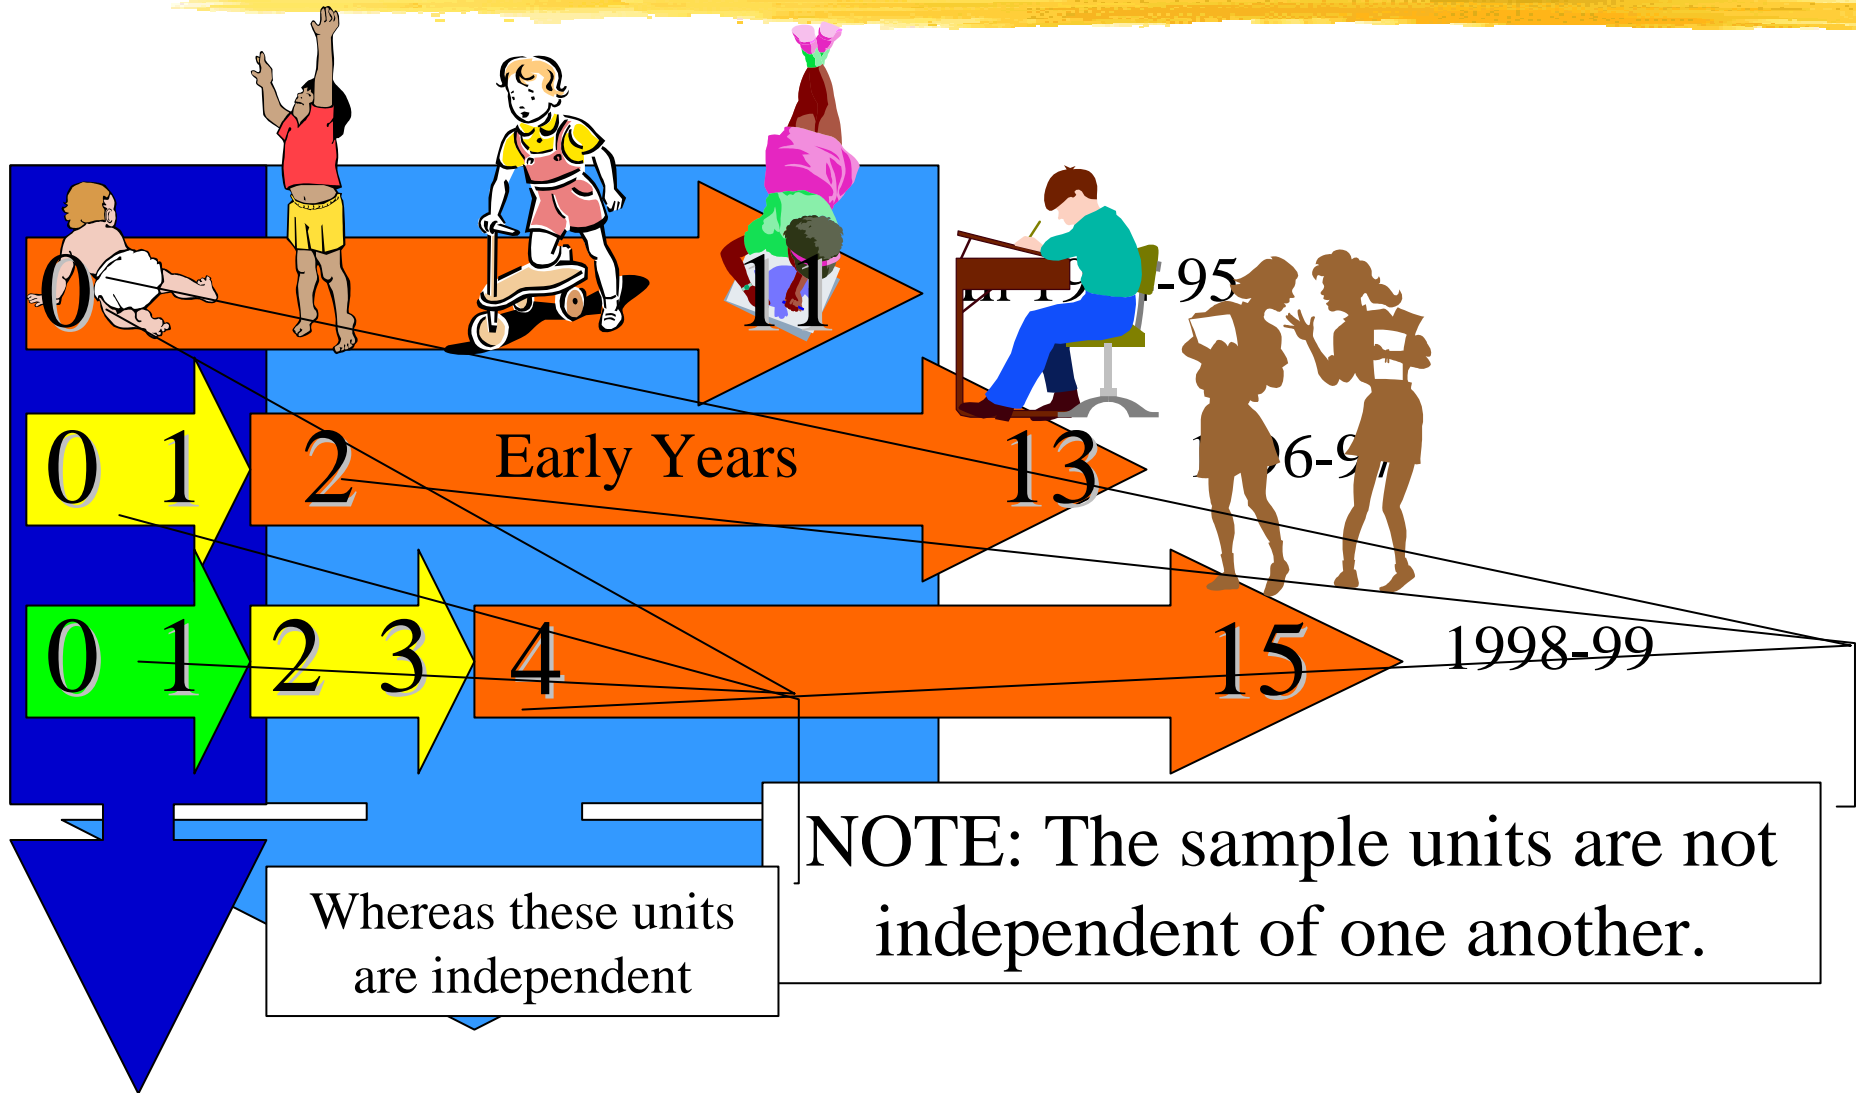 0 11 -95
0 1 2 Early Years 13
0 1 2 3 4 15 1998-99
NOTE: The sample units are not
independent of one another.
Whereas these units
are independent